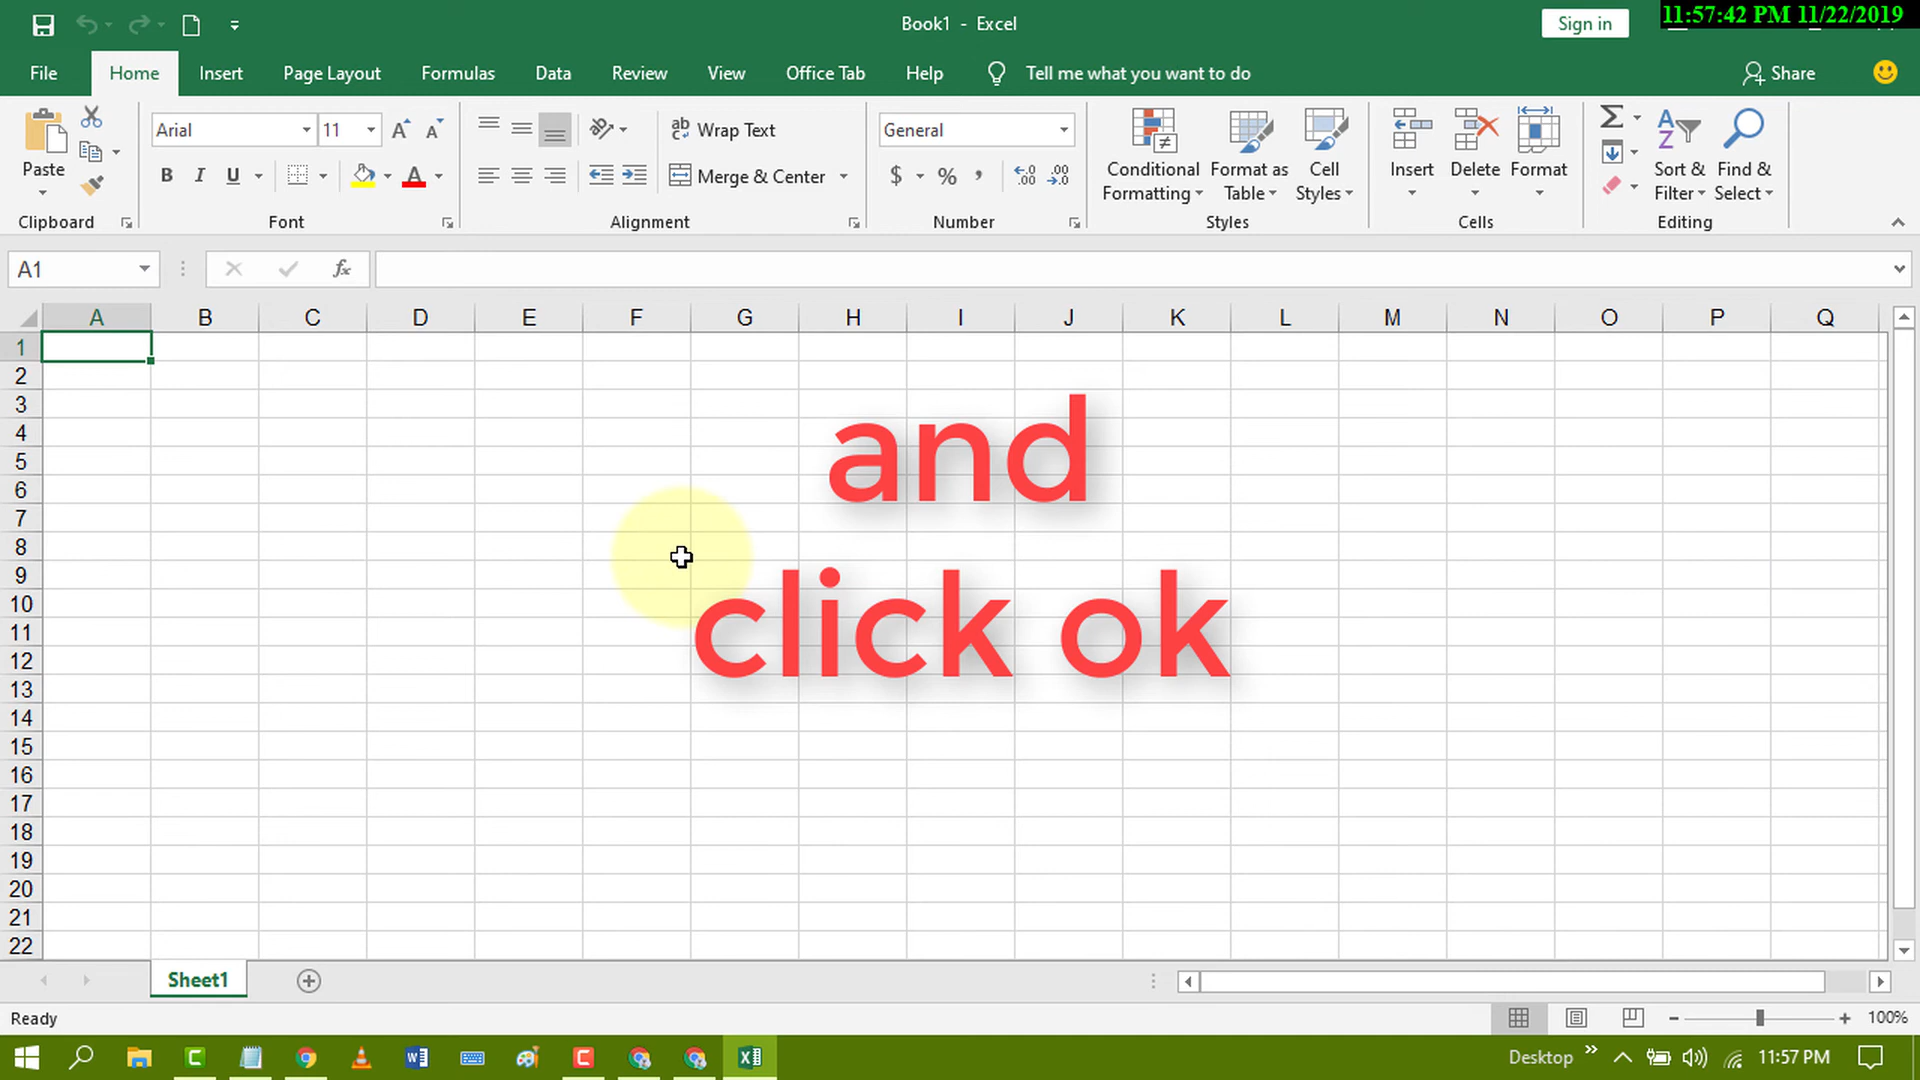 Book1 - Excel
Sign in
11:57:42 PM 11/22/2019
File Home Insert Page Layout Formulas Data Review View Office Tab Help Tell me what you want to do Share
Paste
Clipboard
Arial 11
B I U
Font
ab Wrap Text
Merge & Center
Alignment
General
$ % ,
Number
Conditional Formatting
Format as Table
Cell Styles
Styles
Insert
Delete
Format
Cells
Sort & Filter
Find & Select
Editing
A1 fx
A B C D E F G H I J K L M N O P Q
1
2
3
4
5
6
7
8
9
10
11
12
13
14
15
16
17
18
19
20
21
22
and
click ok
Sheet1
Ready
100%
Desktop
11:57 PM